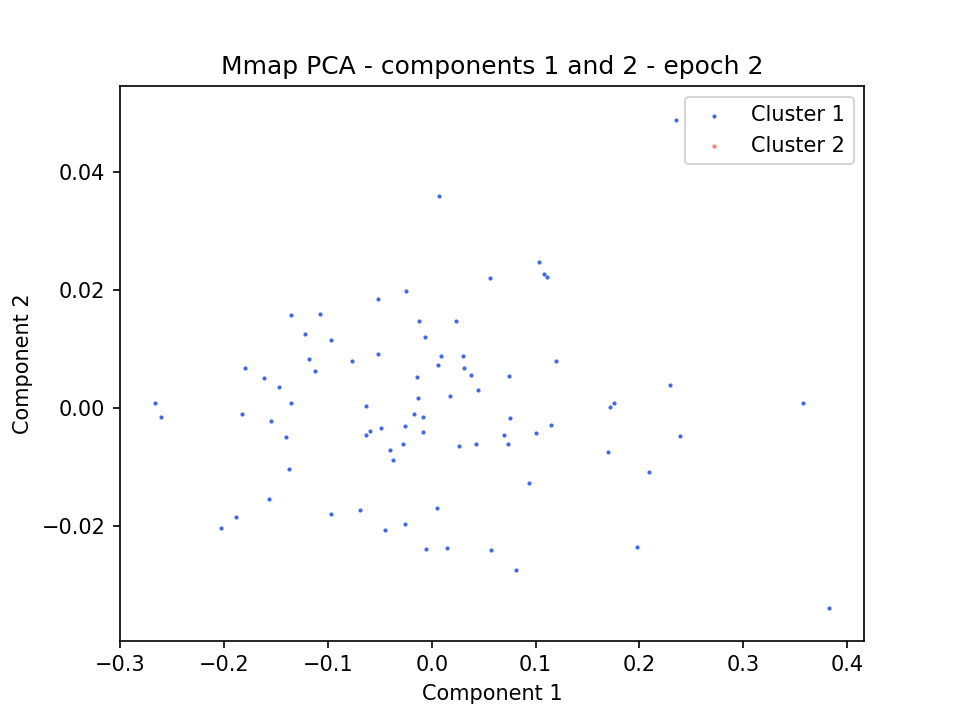 Mmap PCA - components 1 and 2 - epoch 2
Cluster 1
Cluster 2
0.04
0.02
0.00
−0.02
Component 2
−0.3
−0.2
−0.1
0.0
0.1
0.2
0.3
0.4
Component 1